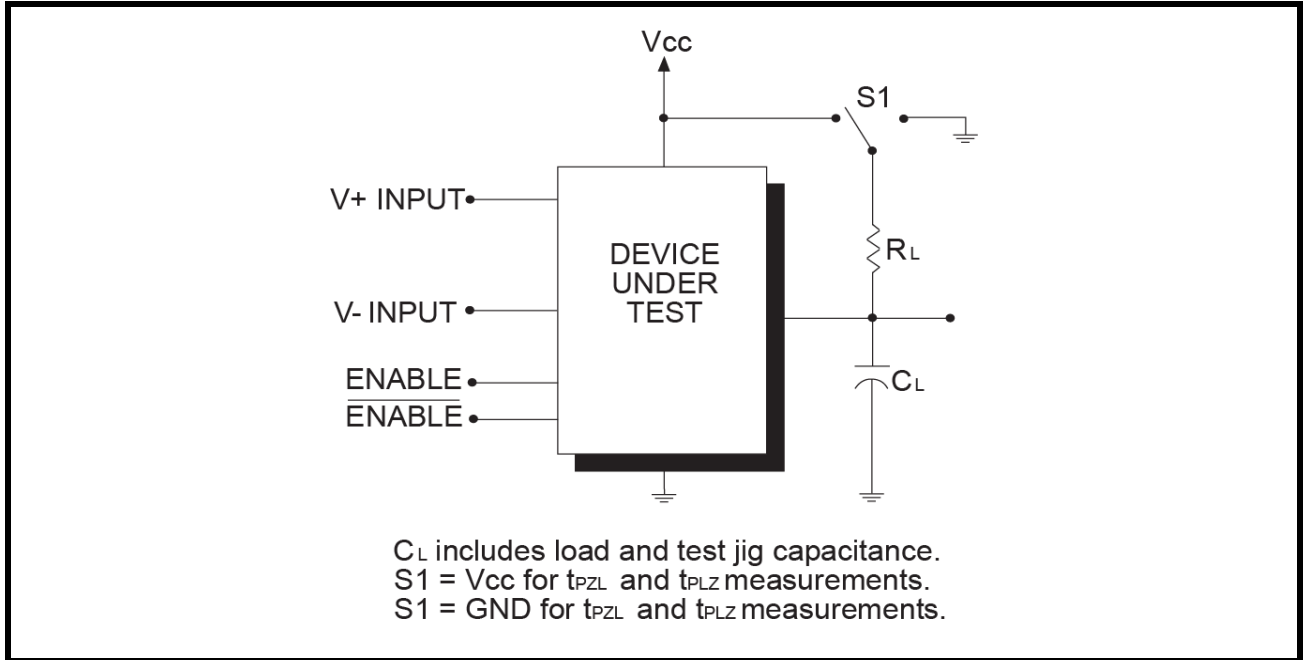 Vcc
S1
V+ INPUT
RL
DEVICE
UNDER
TEST
V- INPUT
ENABLE
CL
ENABLE
CL includes load and test jig capacitance.
S1 = Vcc for tPZL and tPLZ measurements.
S1 = GND for tPZL and tPLZ measurements.